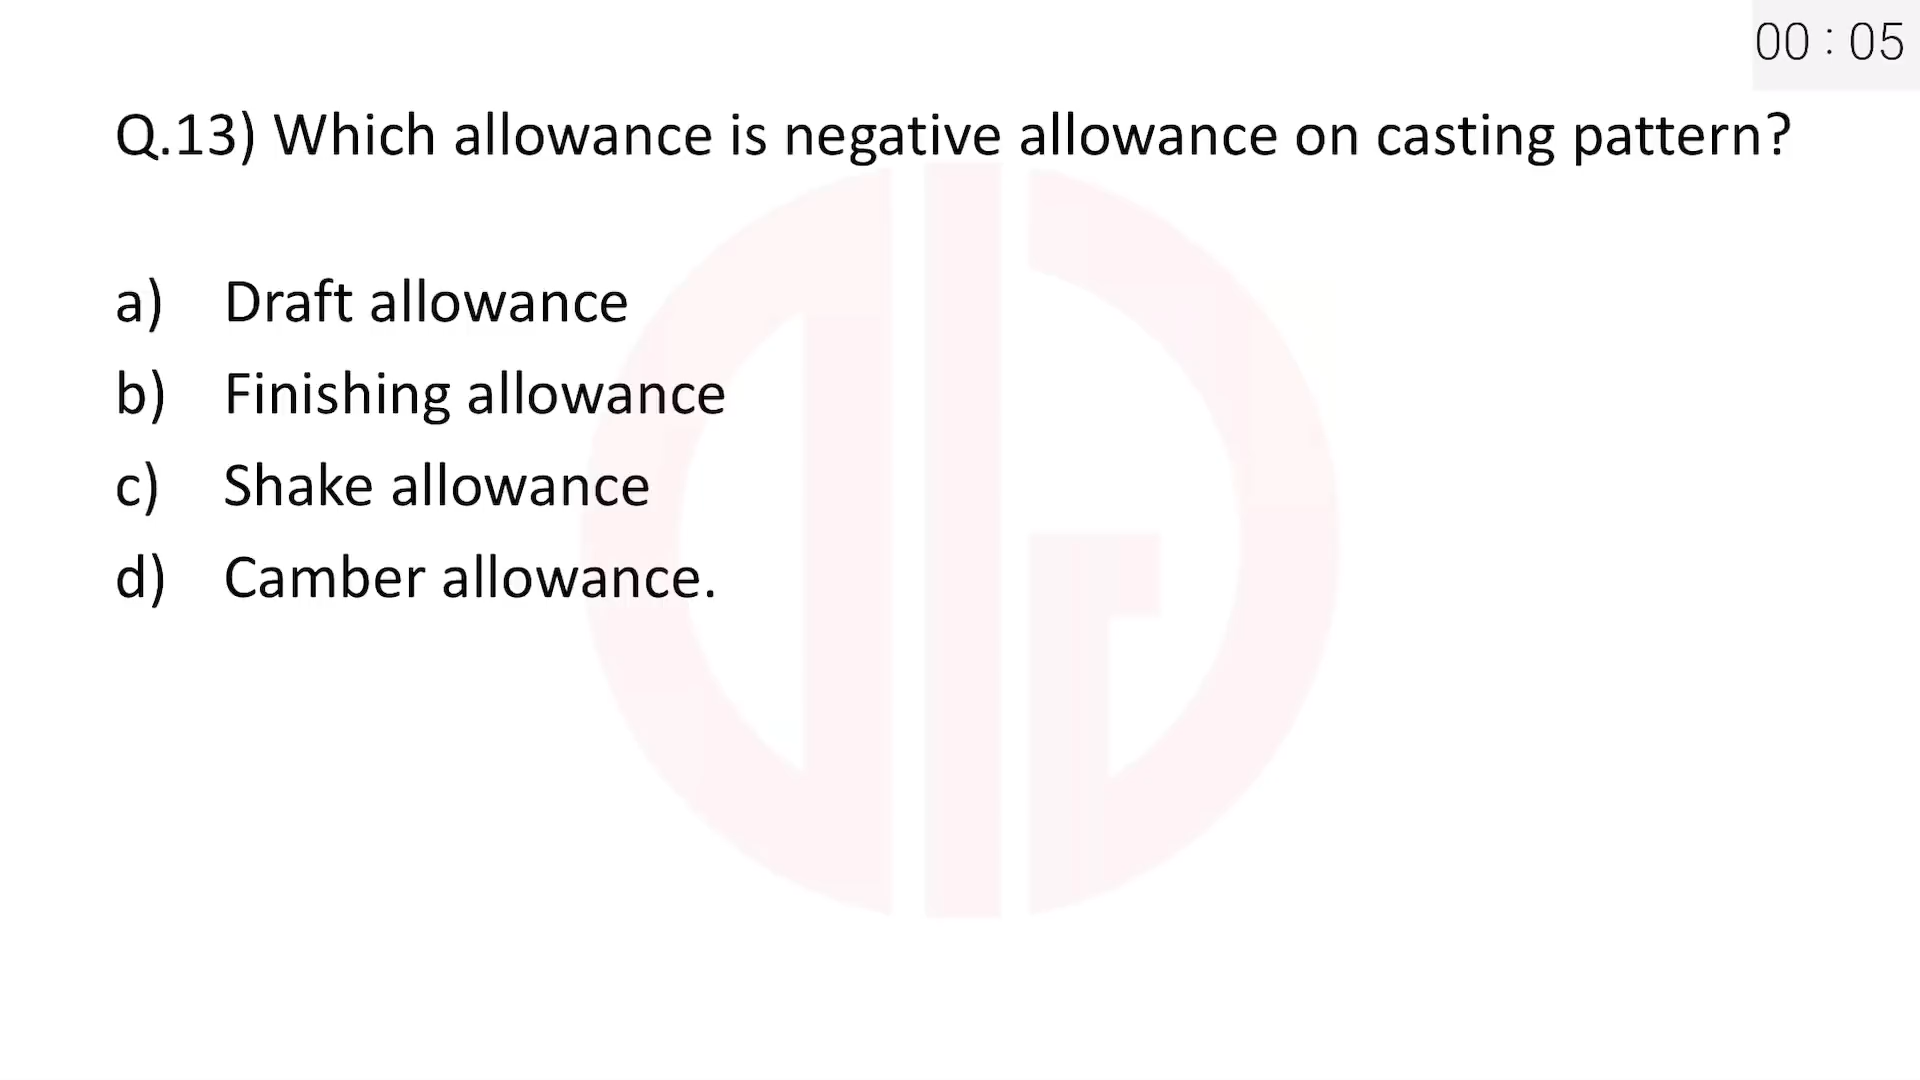 00 : 05
Q.13) Which allowance is negative allowance on casting pattern?
a) Draft allowance
b) Finishing allowance
c) Shake allowance
d) Camber allowance.